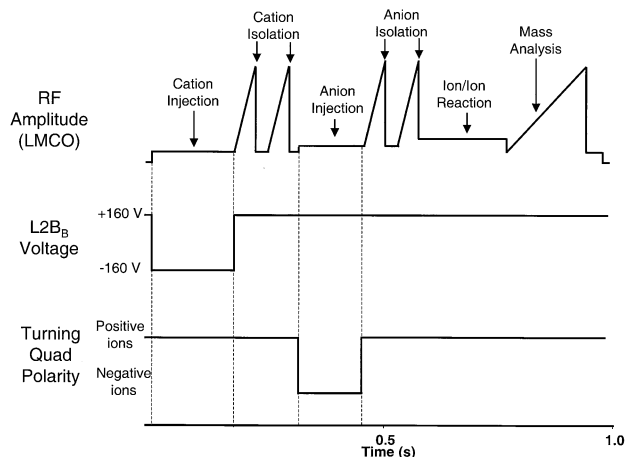 Cation
Isolation
Anion
Isolation
Mass
Analysis
Cation
Injection
Anion
Injection
Ion/Ion
Reaction
RF
Amplitude
(LMCO)
+160 V
L2B_B
Voltage
-160 V
Positive
ions
Turning
Quad
Polarity
Negative
ions
0.5
1.0
Time (s)